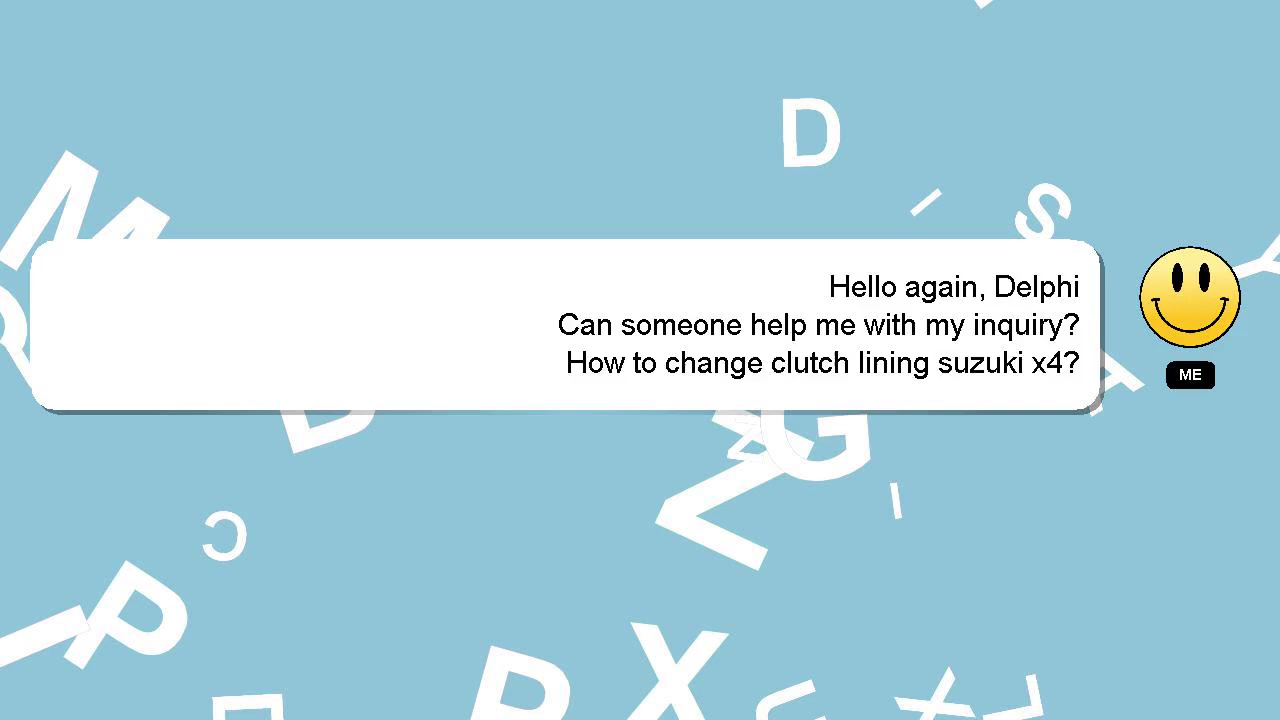 Hello again, Delphi
Can someone help me with my inquiry?
How to change clutch lining suzuki x4?
ME
D
I
S
M
Y
A
G
Z
Z
I
C
P
I
P
X
U
X
L